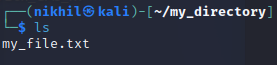 ┌──(nikhil㉿kali)-[~/my_directory]
└─$ ls
my_file.txt